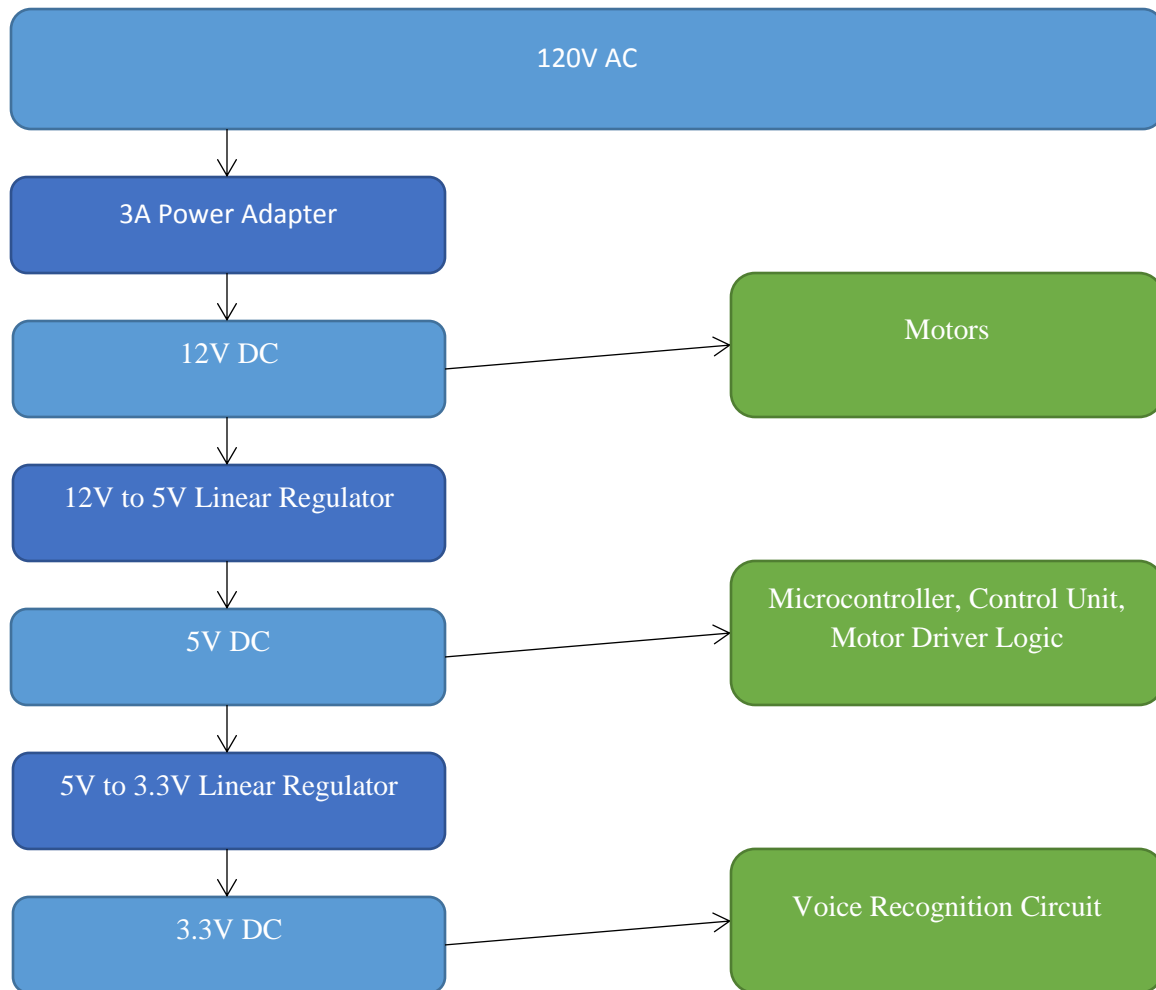 120V AC
3A Power Adapter
12V DC
Motors
12V to 5V Linear Regulator
5V DC
Microcontroller, Control Unit,
Motor Driver Logic
5V to 3.3V Linear Regulator
3.3V DC
Voice Recognition Circuit